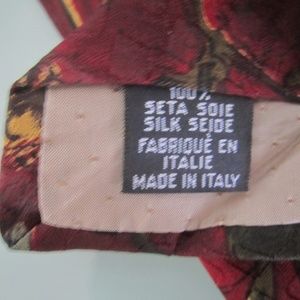 100%
SETA SOIE
SILK SEIDE
FABRIQUÉ EN
ITALIE
MADE IN ITALY